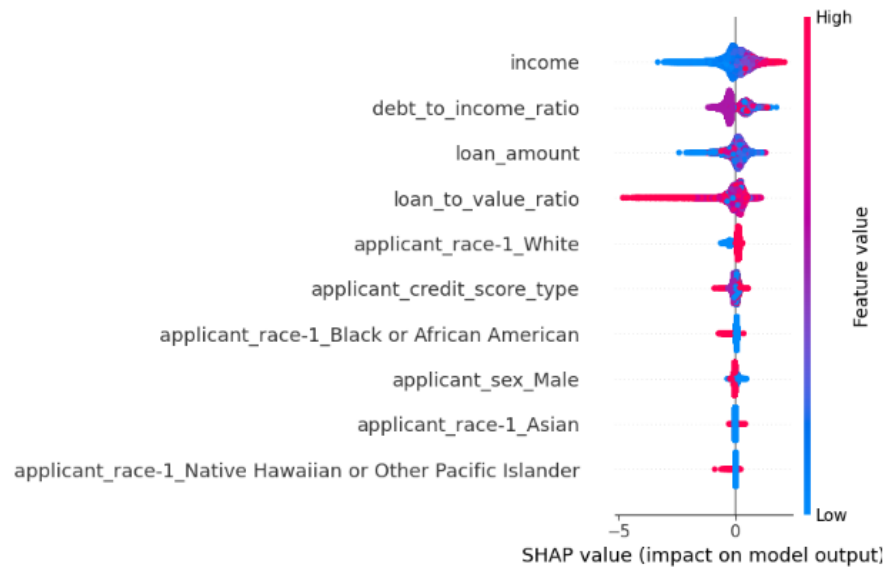 High
income
debt_to_income_ratio
loan_amount
loan_to_value_ratio
applicant_race-1_White
applicant_credit_score_type
applicant_race-1_Black or African American
applicant_sex_Male
applicant_race-1_Asian
applicant_race-1_Native Hawaiian or Other Pacific Islander
Feature value
Low
−5 0
SHAP value (impact on model output)